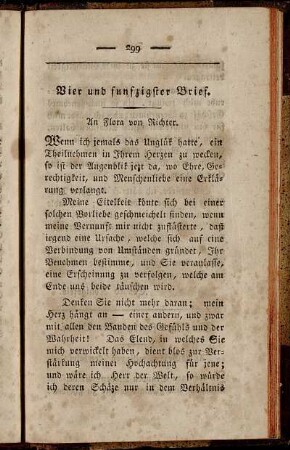 — 299 —
Vier und funfzigster Brief.
An Flora von Richter.
Wenn ich jemals das Unglük hatte, ein
Theilnehmen in Ihrem Herzen zu wecken,
so ist der Augenblik jezt da, wo Ehre, Ge-
rechtigkeit, und Menschenliebe eine Erklä-
rung verlangt.
Meine Eitelkeit könte sich bei einer
solchen Vorliebe geschmeichelt finden, wenn
meine Vernunft mir nicht zuflüsterte, daß
irgend eine Ursache, welche sich auf eine
Verbindung von Umständen gründet, Ihr
Benehmen bestimme, und Sie veranlasse,
eine Erscheinung zu verfolgen, welche am
Ende uns beide täuschen wird.
Denken Sie nicht mehr daran; mein
Herz hängt an — einer andern, und zwar
mit allen den Banden des Gefühls und der
Wahrheit! Das Elend, in welches Sie
mich verwickelt haben, dient blos zur Ver-
stärkung meiner Hochachtung für jene;
und wäre ich Herr der Welt, so würde
ich deren Schäze nur in dem Verhältnis